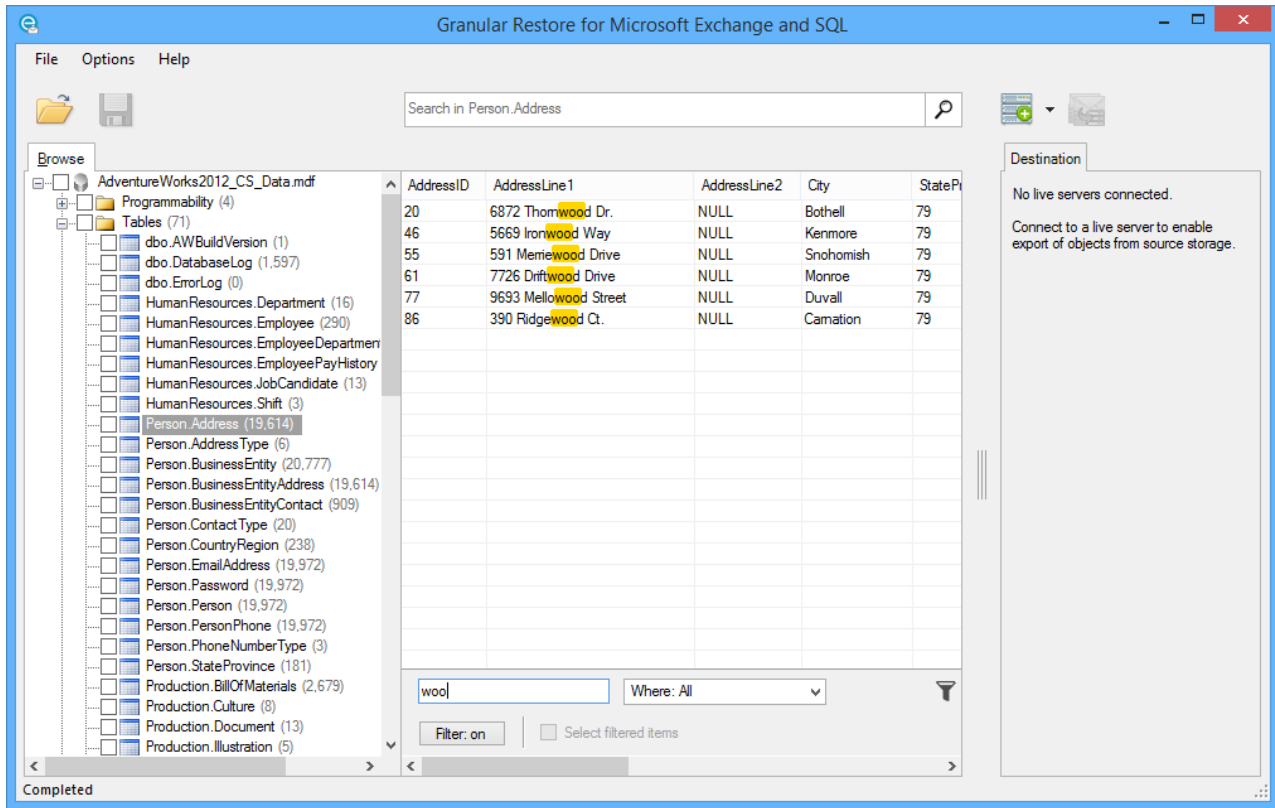 Granular Restore for Microsoft Exchange and SQL
File Options Help
Search in Person.Address
Browse
AdventureWorks2012_CS_Data.mdf
Programmability (4)
Tables (71)
dbo.AWBuildVersion (1)
dbo.DatabaseLog (1,597)
dbo.ErrorLog (0)
HumanResources.Department (16)
HumanResources.Employee (290)
HumanResources.EmployeeDepartmen
HumanResources.EmployeePayHistory
HumanResources.JobCandidate (13)
HumanResources.Shift (3)
Person.Address (19,614)
Person.AddressType (6)
Person.BusinessEntity (20,777)
Person.BusinessEntityAddress (19,614)
Person.BusinessEntityContact (909)
Person.ContactType (20)
Person.CountryRegion (238)
Person.EmailAddress (19,972)
Person.Password (19,972)
Person.Person (19,972)
Person.PersonPhone (19,972)
Person.PhoneNumberType (3)
Person.StateProvince (181)
Production.BillOfMaterials (2,679)
Production.Culture (8)
Production.Document (13)
Production.Illustration (5)
AddressID AddressLine1 AddressLine2 City StatePr
20 6872 Thornwood Dr. NULL Bothell 79
46 5669 Ironwood Way NULL Kenmore 79
55 591 Merriewood Drive NULL Snohomish 79
61 7726 Driftwood Drive NULL Monroe 79
77 9693 Mellowood Street NULL Duvall 79
86 390 Ridgewood Ct. NULL Carnation 79
woo Where: All
Filter: on Select filtered items
Destination
No live servers connected.
Connect to a live server to enable
export of objects from source storage.
Completed